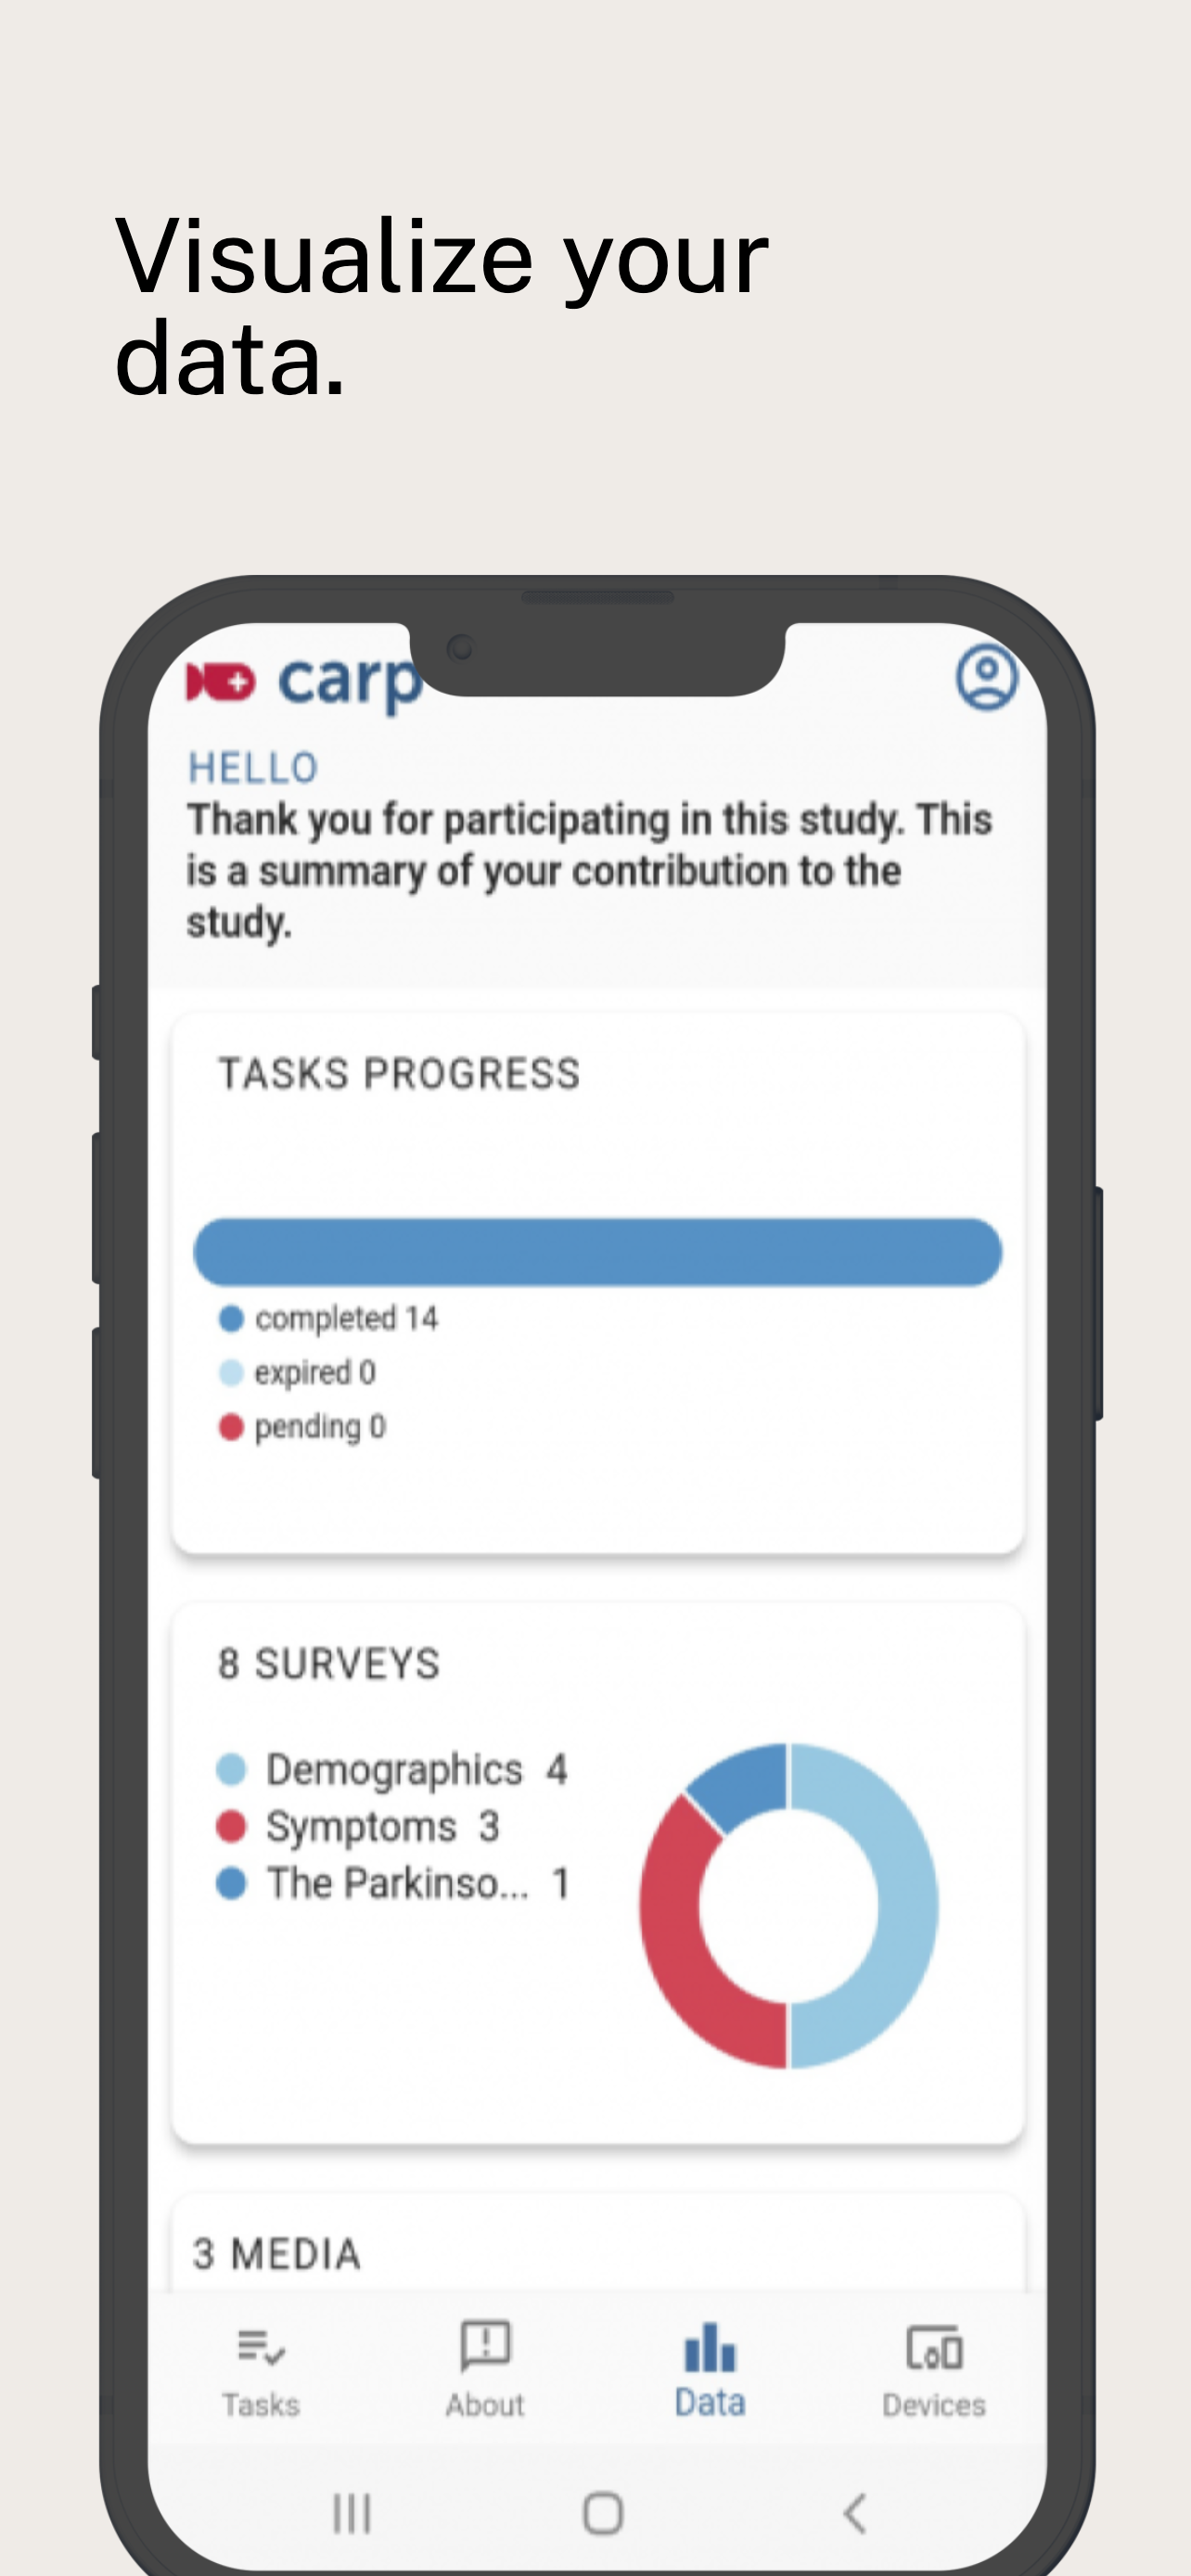 Visualize your
data.
carp
HELLO
Thank you for participating in this study. This
is a summary of your contribution to the
study.
TASKS PROGRESS
completed 14
expired 0
pending 0
8 SURVEYS
Demographics 4
Symptoms 3
The Parkinso... 1
3 MEDIA
Tasks
About
Data
Devices